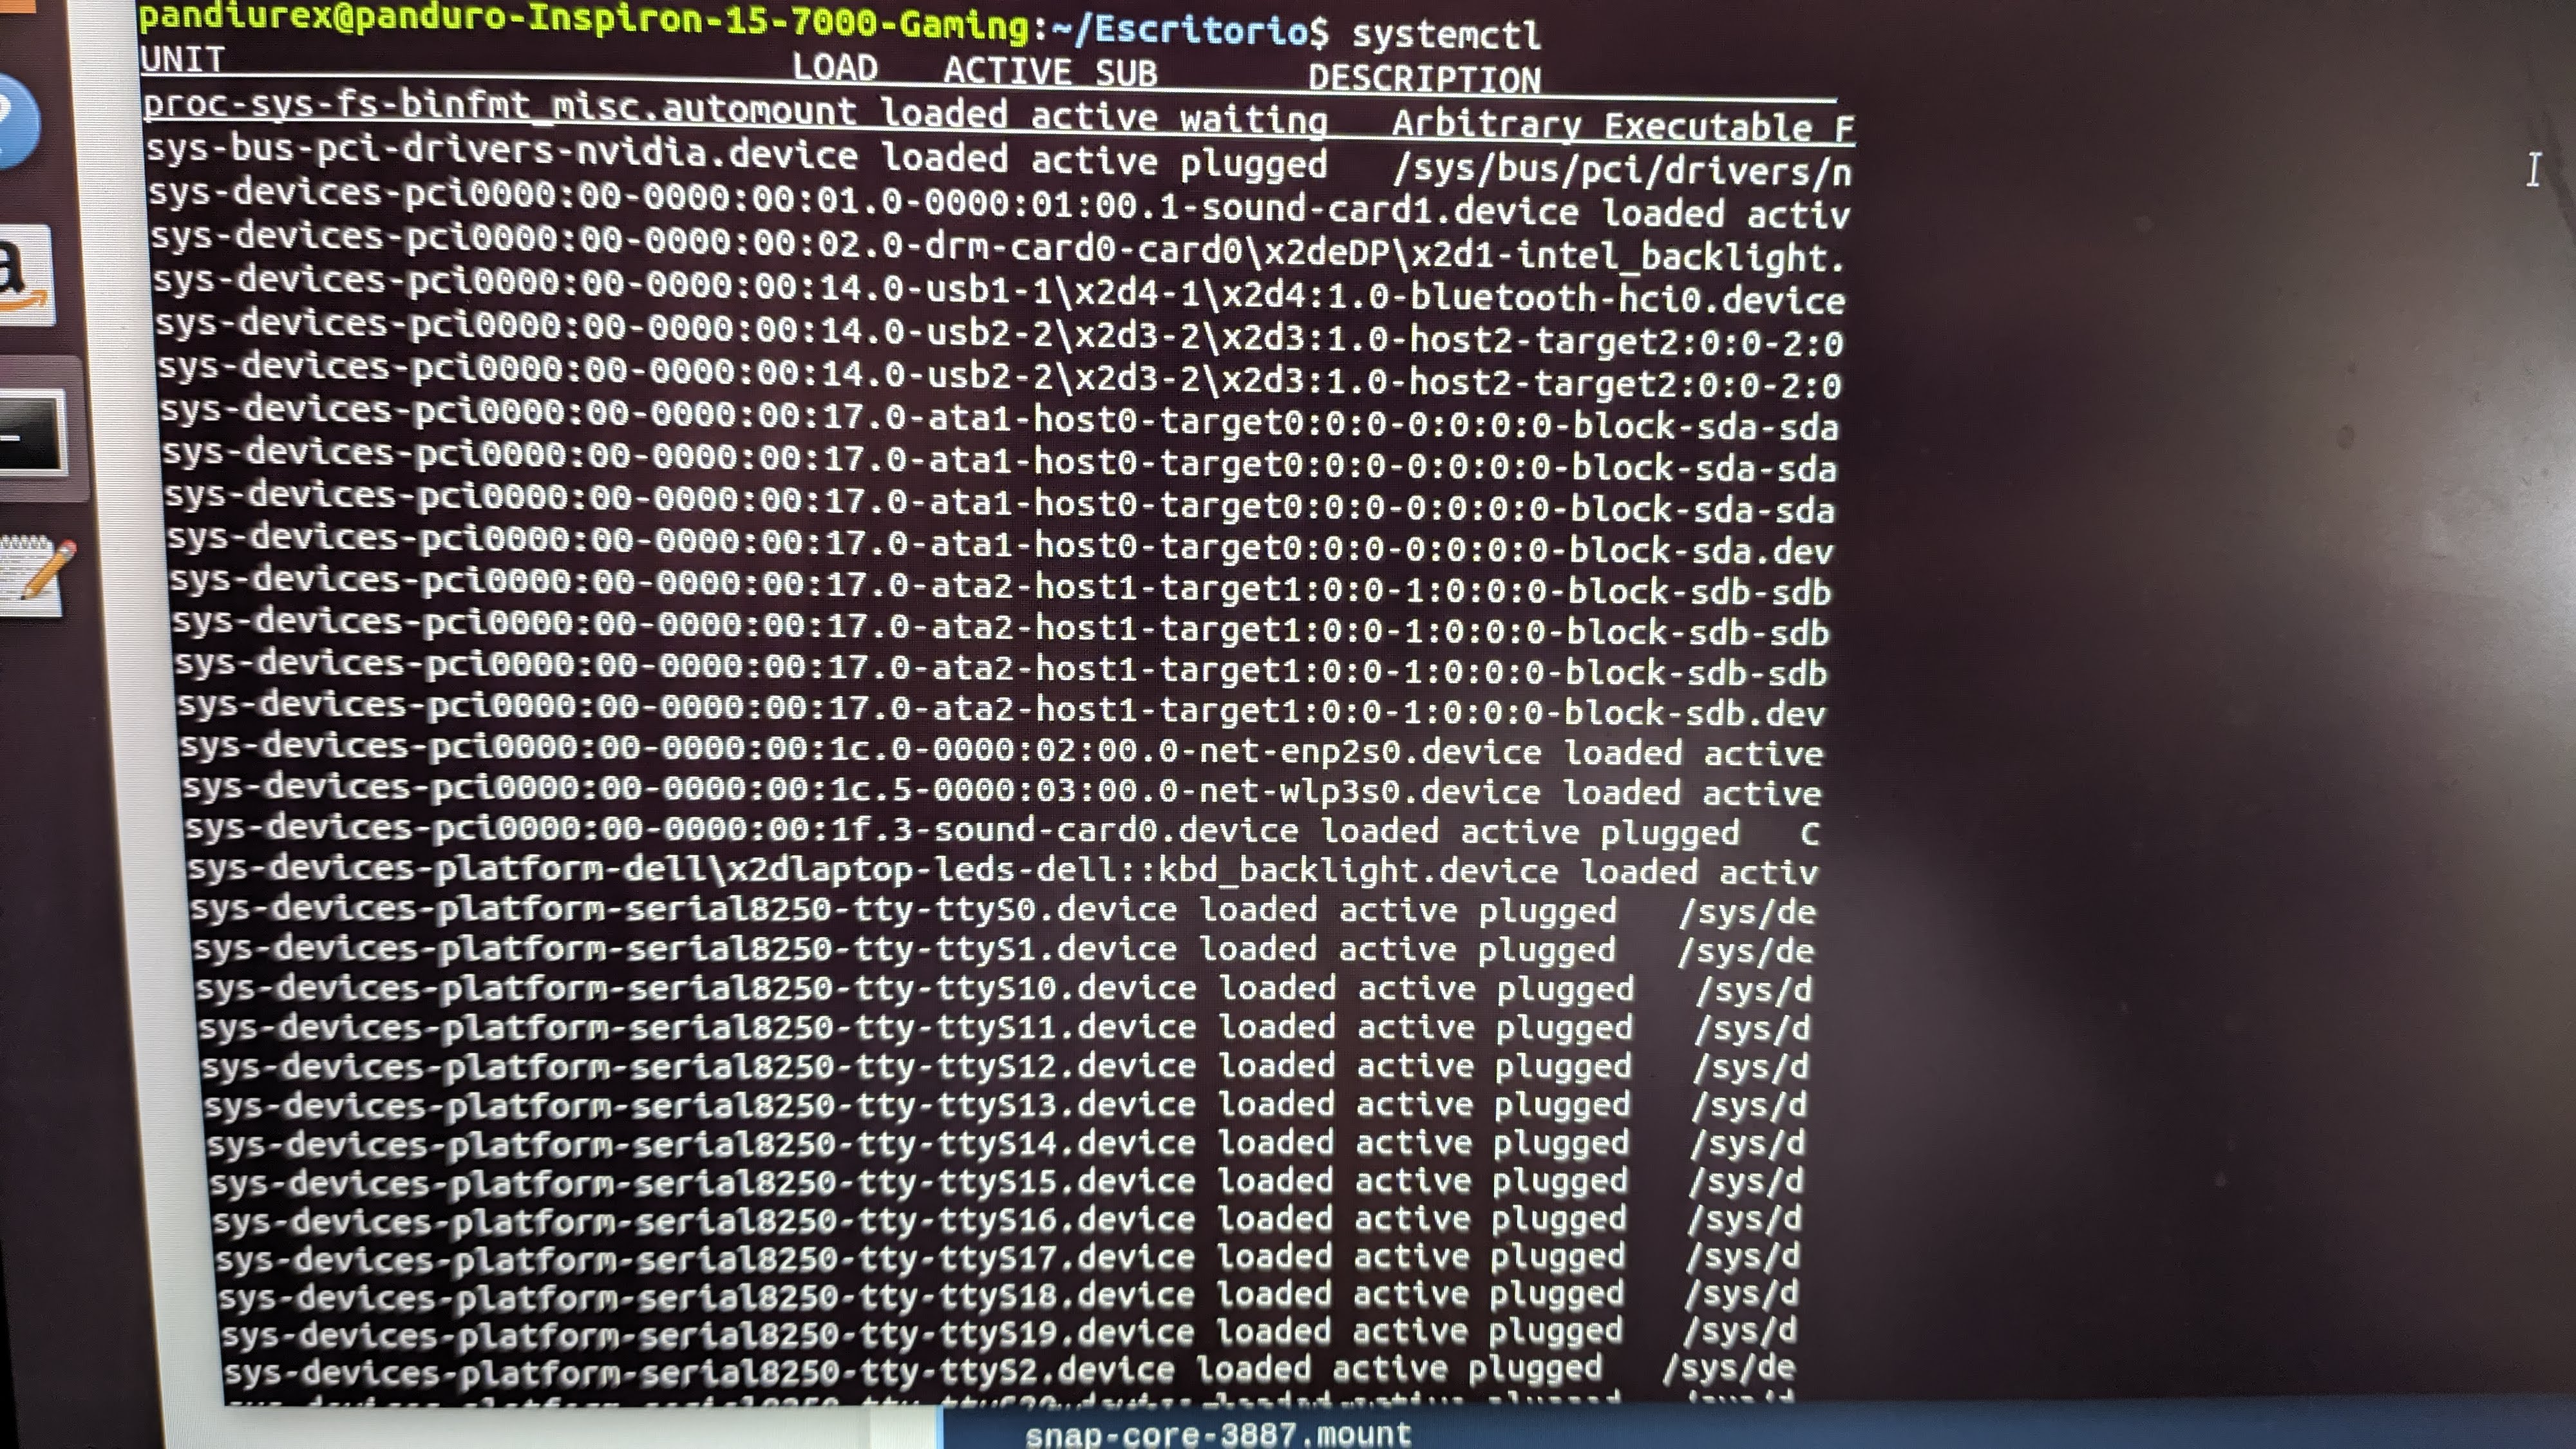 pandiurex@panduro-Inspiron-15-7000-Gaming:~/Escritorio$ systemctl
UNIT LOAD ACTIVE SUB DESCRIPTION
proc-sys-fs-binfmt_misc.automount loaded active waiting Arbitrary Executable F
sys-bus-pci-drivers-nvidia.device loaded active plugged /sys/bus/pci/drivers/n
sys-devices-pci0000:00-0000:00:01.0-0000:01:00.1-sound-card1.device loaded activ
sys-devices-pci0000:00-0000:00:02.0-drm-card0-card0\x2deDP\x2d1-intel_backlight.
sys-devices-pci0000:00-0000:00:14.0-usb1-1\x2d4-1\x2d4:1.0-bluetooth-hci0.device
sys-devices-pci0000:00-0000:00:14.0-usb2-2\x2d3-2\x2d3:1.0-host2-target2:0:0-2:0
sys-devices-pci0000:00-0000:00:14.0-usb2-2\x2d3-2\x2d3:1.0-host2-target2:0:0-2:0
sys-devices-pci0000:00-0000:00:17.0-ata1-host0-target0:0:0-0:0:0:0-block-sda-sda
sys-devices-pci0000:00-0000:00:17.0-ata1-host0-target0:0:0-0:0:0:0-block-sda-sda
sys-devices-pci0000:00-0000:00:17.0-ata1-host0-target0:0:0-0:0:0:0-block-sda-sda
sys-devices-pci0000:00-0000:00:17.0-ata1-host0-target0:0:0-0:0:0:0-block-sda.dev
sys-devices-pci0000:00-0000:00:17.0-ata2-host1-target1:0:0-1:0:0:0-block-sdb-sdb
sys-devices-pci0000:00-0000:00:17.0-ata2-host1-target1:0:0-1:0:0:0-block-sdb-sdb
sys-devices-pci0000:00-0000:00:17.0-ata2-host1-target1:0:0-1:0:0:0-block-sdb-sdb
sys-devices-pci0000:00-0000:00:17.0-ata2-host1-target1:0:0-1:0:0:0-block-sdb.dev
sys-devices-pci0000:00-0000:00:1c.0-0000:02:00.0-net-enp2s0.device loaded active
sys-devices-pci0000:00-0000:00:1c.5-0000:03:00.0-net-wlp3s0.device loaded active
sys-devices-pci0000:00-0000:00:1f.3-sound-card0.device loaded active plugged C
sys-devices-platform-dell\x2dlaptop-leds-dell::kbd_backlight.device loaded activ
sys-devices-platform-serial8250-tty-ttyS0.device loaded active plugged /sys/de
sys-devices-platform-serial8250-tty-ttyS1.device loaded active plugged /sys/de
sys-devices-platform-serial8250-tty-ttyS10.device loaded active plugged /sys/d
sys-devices-platform-serial8250-tty-ttyS11.device loaded active plugged /sys/d
sys-devices-platform-serial8250-tty-ttyS12.device loaded active plugged /sys/d
sys-devices-platform-serial8250-tty-ttyS13.device loaded active plugged /sys/d
sys-devices-platform-serial8250-tty-ttyS14.device loaded active plugged /sys/d
sys-devices-platform-serial8250-tty-ttyS15.device loaded active plugged /sys/d
sys-devices-platform-serial8250-tty-ttyS16.device loaded active plugged /sys/d
sys-devices-platform-serial8250-tty-ttyS17.device loaded active plugged /sys/d
sys-devices-platform-serial8250-tty-ttyS18.device loaded active plugged /sys/d
sys-devices-platform-serial8250-tty-ttyS19.device loaded active plugged /sys/d
sys-devices-platform-serial8250-tty-ttyS2.device loaded active plugged /sys/de
snap-core-3887.mount